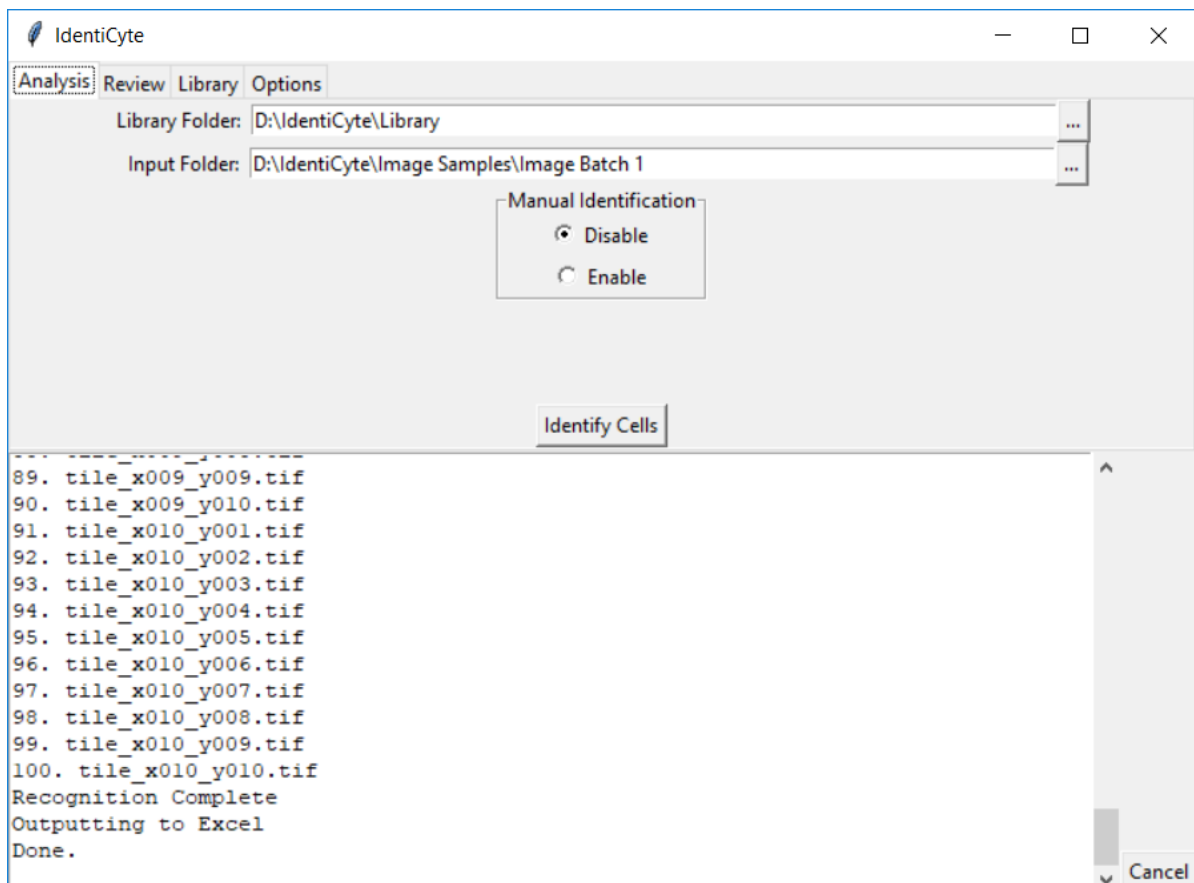 IdentiCyte
Analysis Review Library Options
Library Folder: D:\IdentiCyte\Library ...
Input Folder: D:\IdentiCyte\Image Samples\Image Batch 1 ...
Manual Identification
Disable
Enable
Identify Cells
89. tile_x009_y009.tif
90. tile_x009_y010.tif
91. tile_x010_y001.tif
92. tile_x010_y002.tif
93. tile_x010_y003.tif
94. tile_x010_y004.tif
95. tile_x010_y005.tif
96. tile_x010_y006.tif
97. tile_x010_y007.tif
98. tile_x010_y008.tif
99. tile_x010_y009.tif
100. tile_x010_y010.tif
Recognition Complete
Outputting to Excel
Done.
Cancel